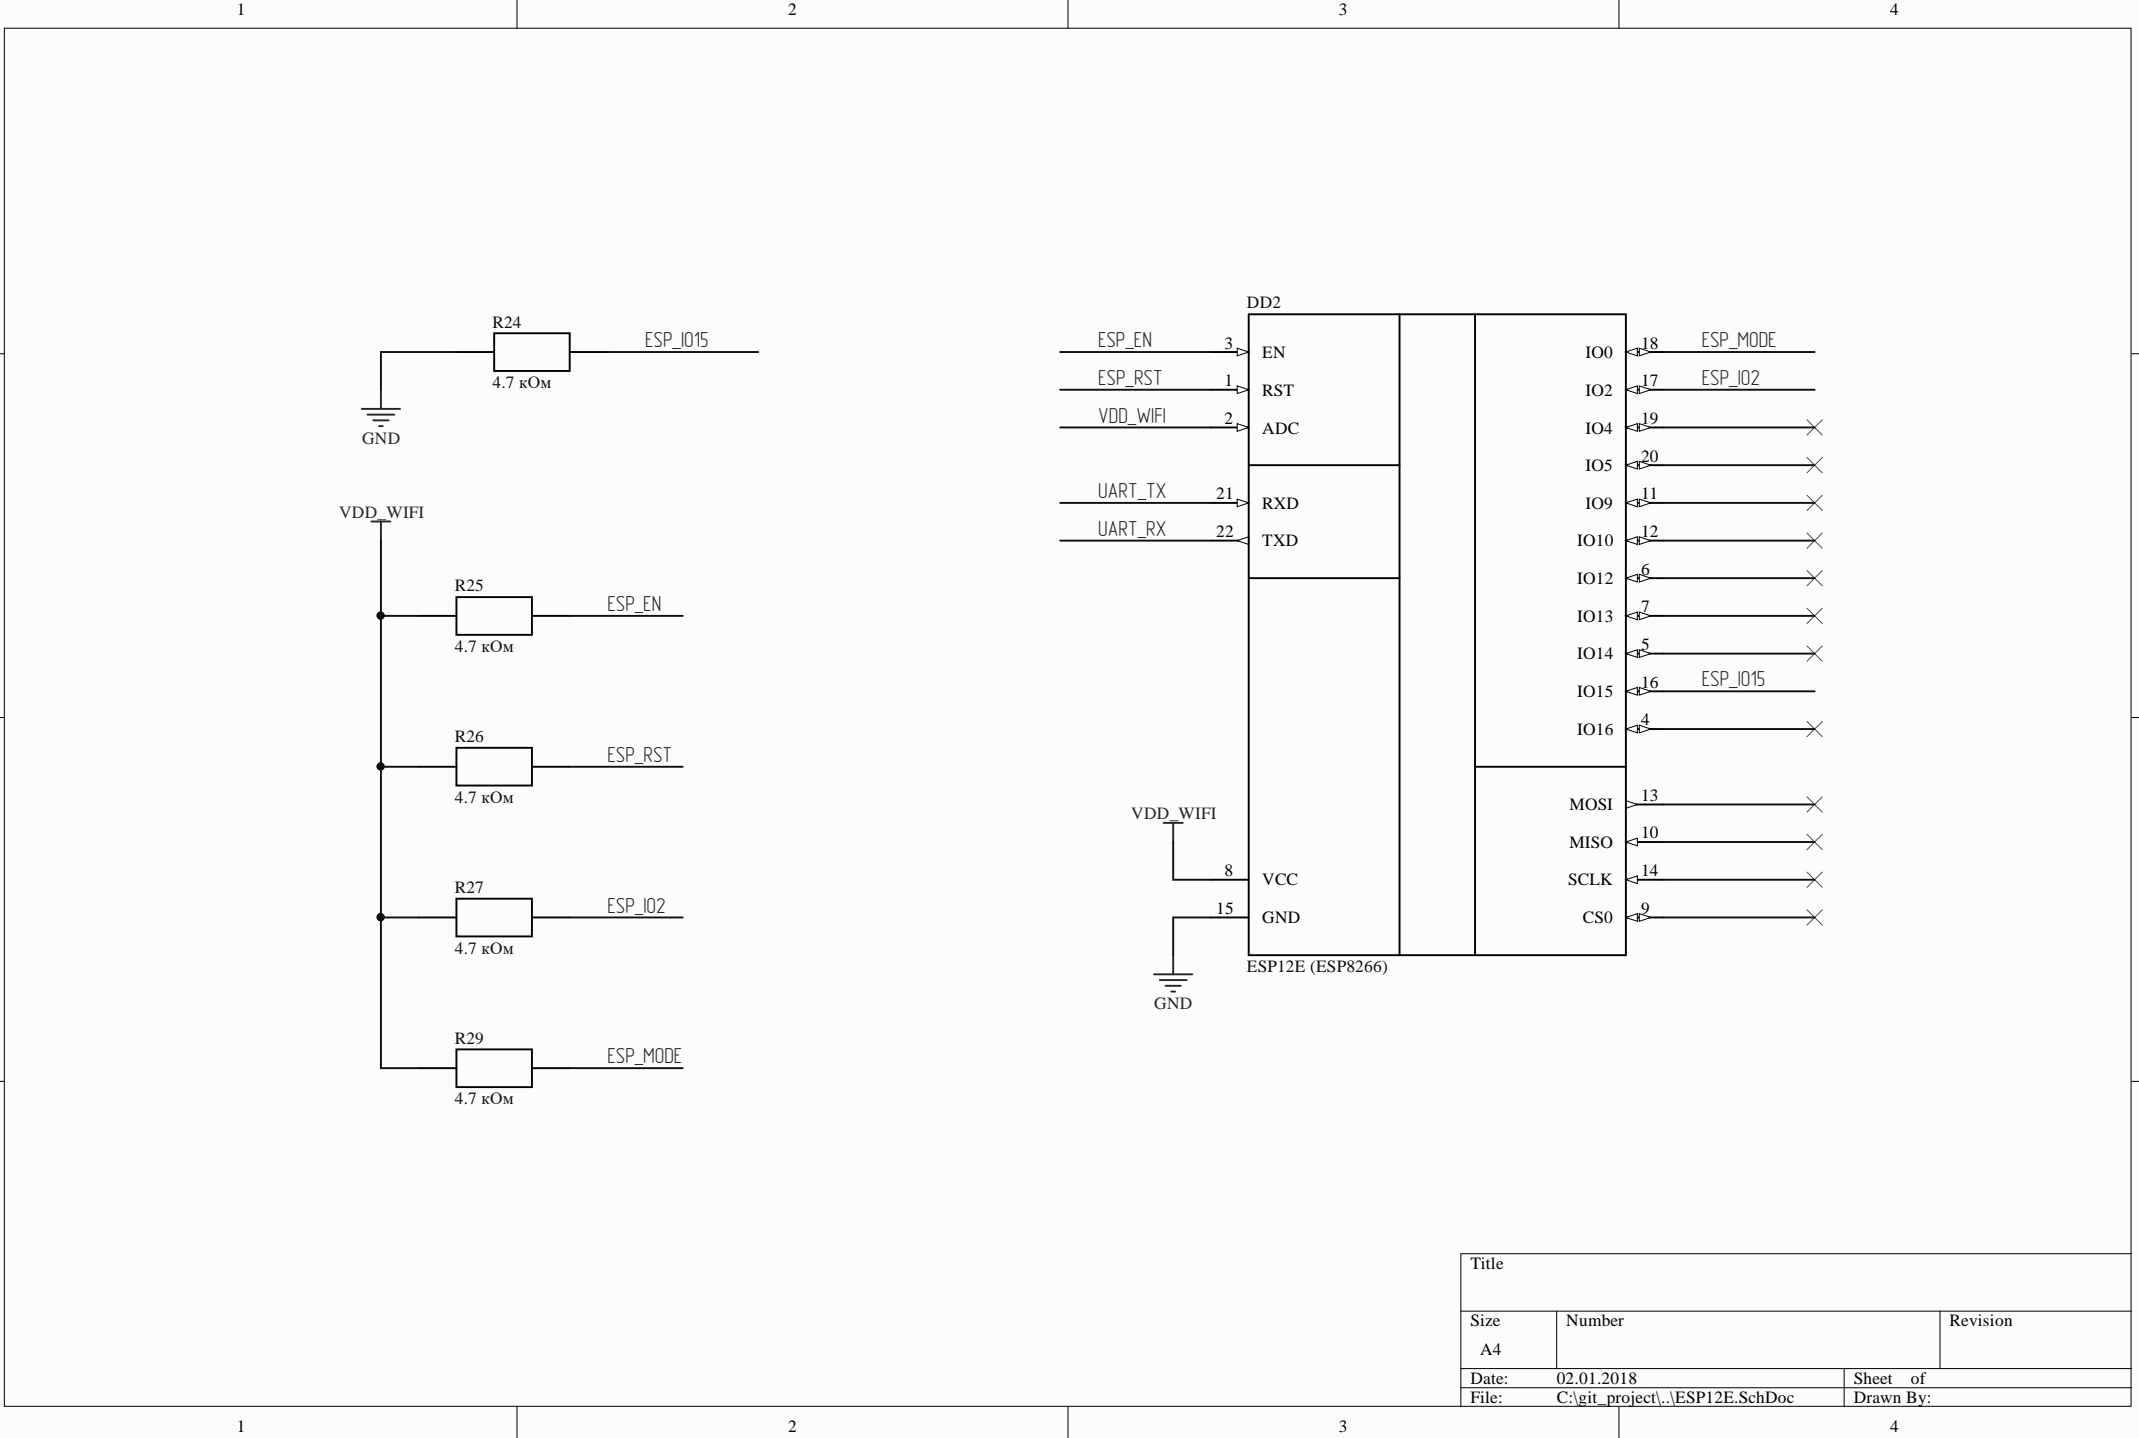 1 2 3 4
R24
ESP_IO15
4.7 кОм
GND
VDD_WIFI
R25
ESP_EN
4.7 кОм
R26
ESP_RST
4.7 кОм
R27
ESP_IO2
4.7 кОм
R29
ESP_MODE
4.7 кОм
DD2
ESP_EN 3 EN
ESP_RST 1 RST
VDD_WIFI 2 ADC
UART_TX 21 RXD
UART_RX 22 TXD
VDD_WIFI
8 VCC
15 GND
GND
IO0 18 ESP_MODE
IO2 17 ESP_IO2
IO4 19
IO5 20
IO9 11
IO10 12
IO12 6
IO13 7
IO14 5
IO15 16 ESP_IO15
IO16 4
MOSI 13
MISO 10
SCLK 14
CS0 9
ESP12E (ESP8266)
Title
Size Number Revision
A4
Date: 02.01.2018 Sheet of
File: C:\git_project\..\ESP12E.SchDoc Drawn By:
1 2 3 4